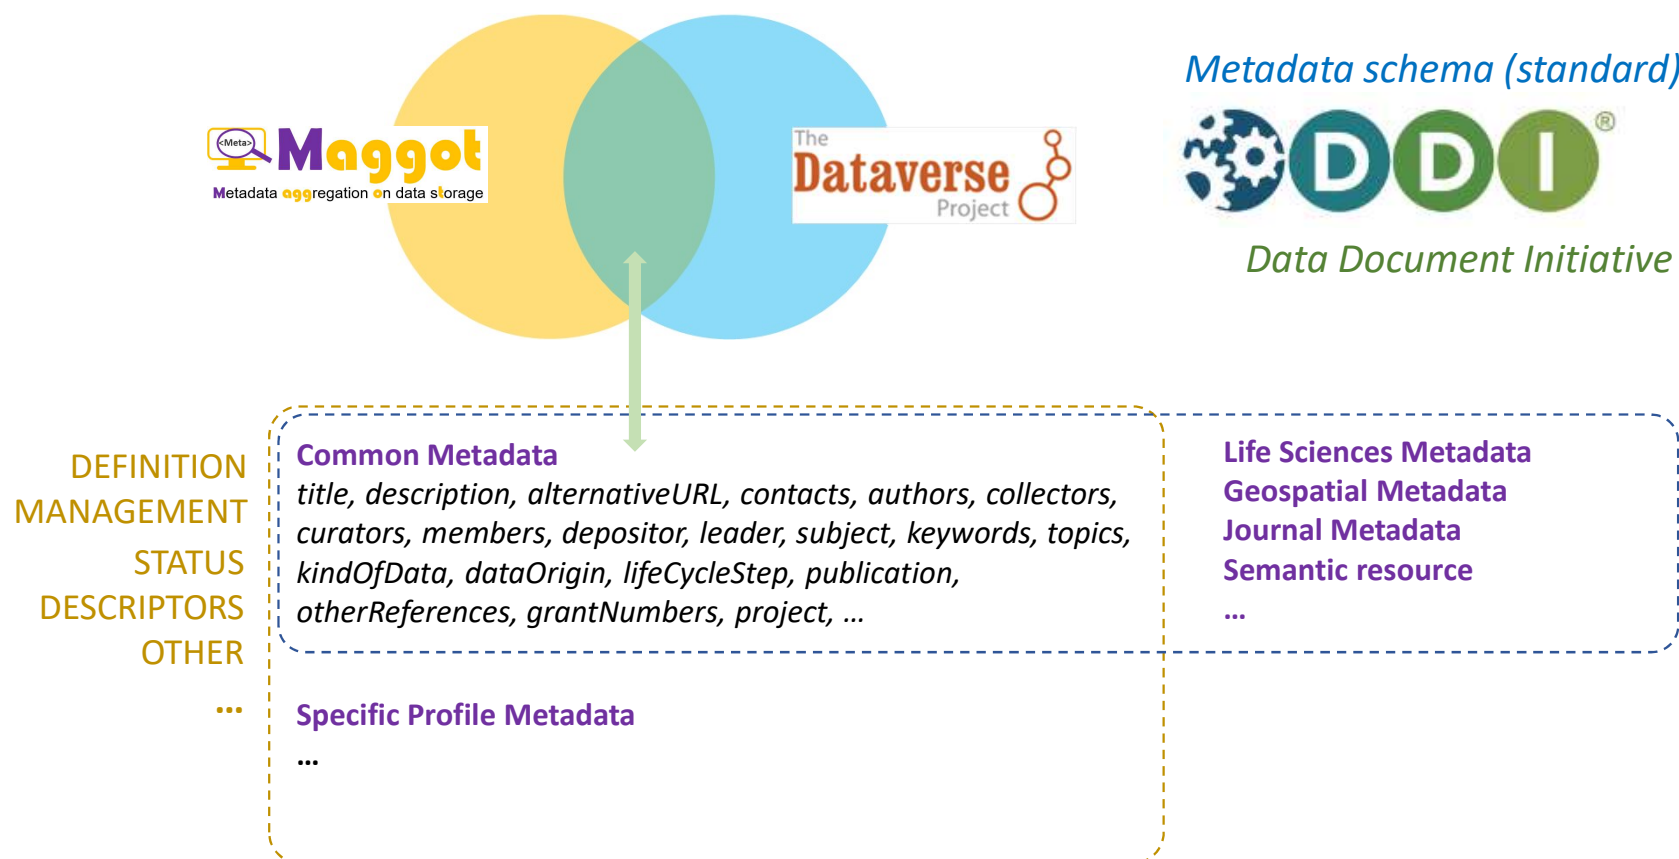 Metadata schema (standard)
<Meta>
Maggot
Metadata aggregation on data storage
The
Dataverse
Project
DDI®
Data Document Initiative
DEFINITION
MANAGEMENT
STATUS
DESCRIPTORS
OTHER
...
Common Metadata
title, description, alternativeURL, contacts, authors, collectors,
curators, members, depositor, leader, subject, keywords, topics,
kindOfData, dataOrigin, lifeCycleStep, publication,
otherReferences, grantNumbers, project, ...
Life Sciences Metadata
Geospatial Metadata
Journal Metadata
Semantic resource
...
Specific Profile Metadata
...